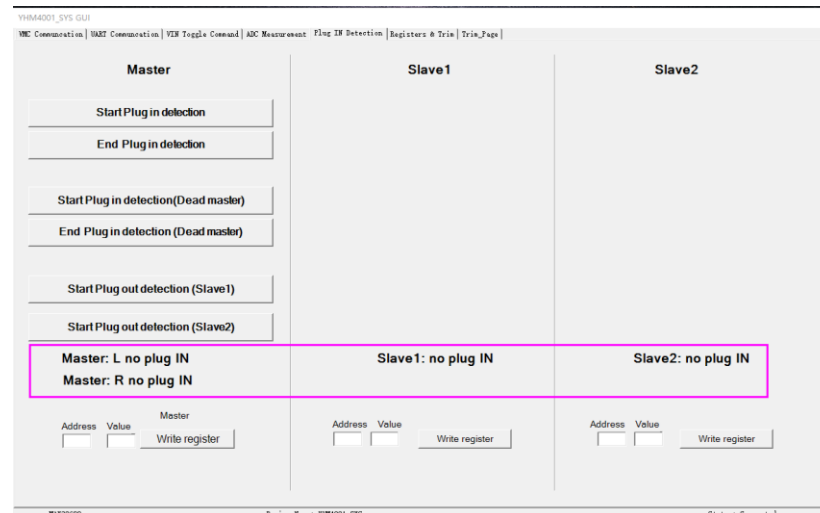 YHM4001_SYS GUI
VMC Communcation | UART Communcation | VIN Toggle Command | ADC Measurement Plug IN Detection | Registers & Trim | Trim_Page |
Master
Slave1
Slave2
Start Plug in detection
End Plug in detection
Start Plug in detection(Dead master)
End Plug in detection (Dead master)
Start Plug out detection (Slave1)
Start Plug out detection (Slave2)
Master: L no plug IN
Master: R no plug IN
Slave1: no plug IN
Slave2: no plug IN
Master
Address Value
Write register
Address Value
Write register
Address Value
Write register